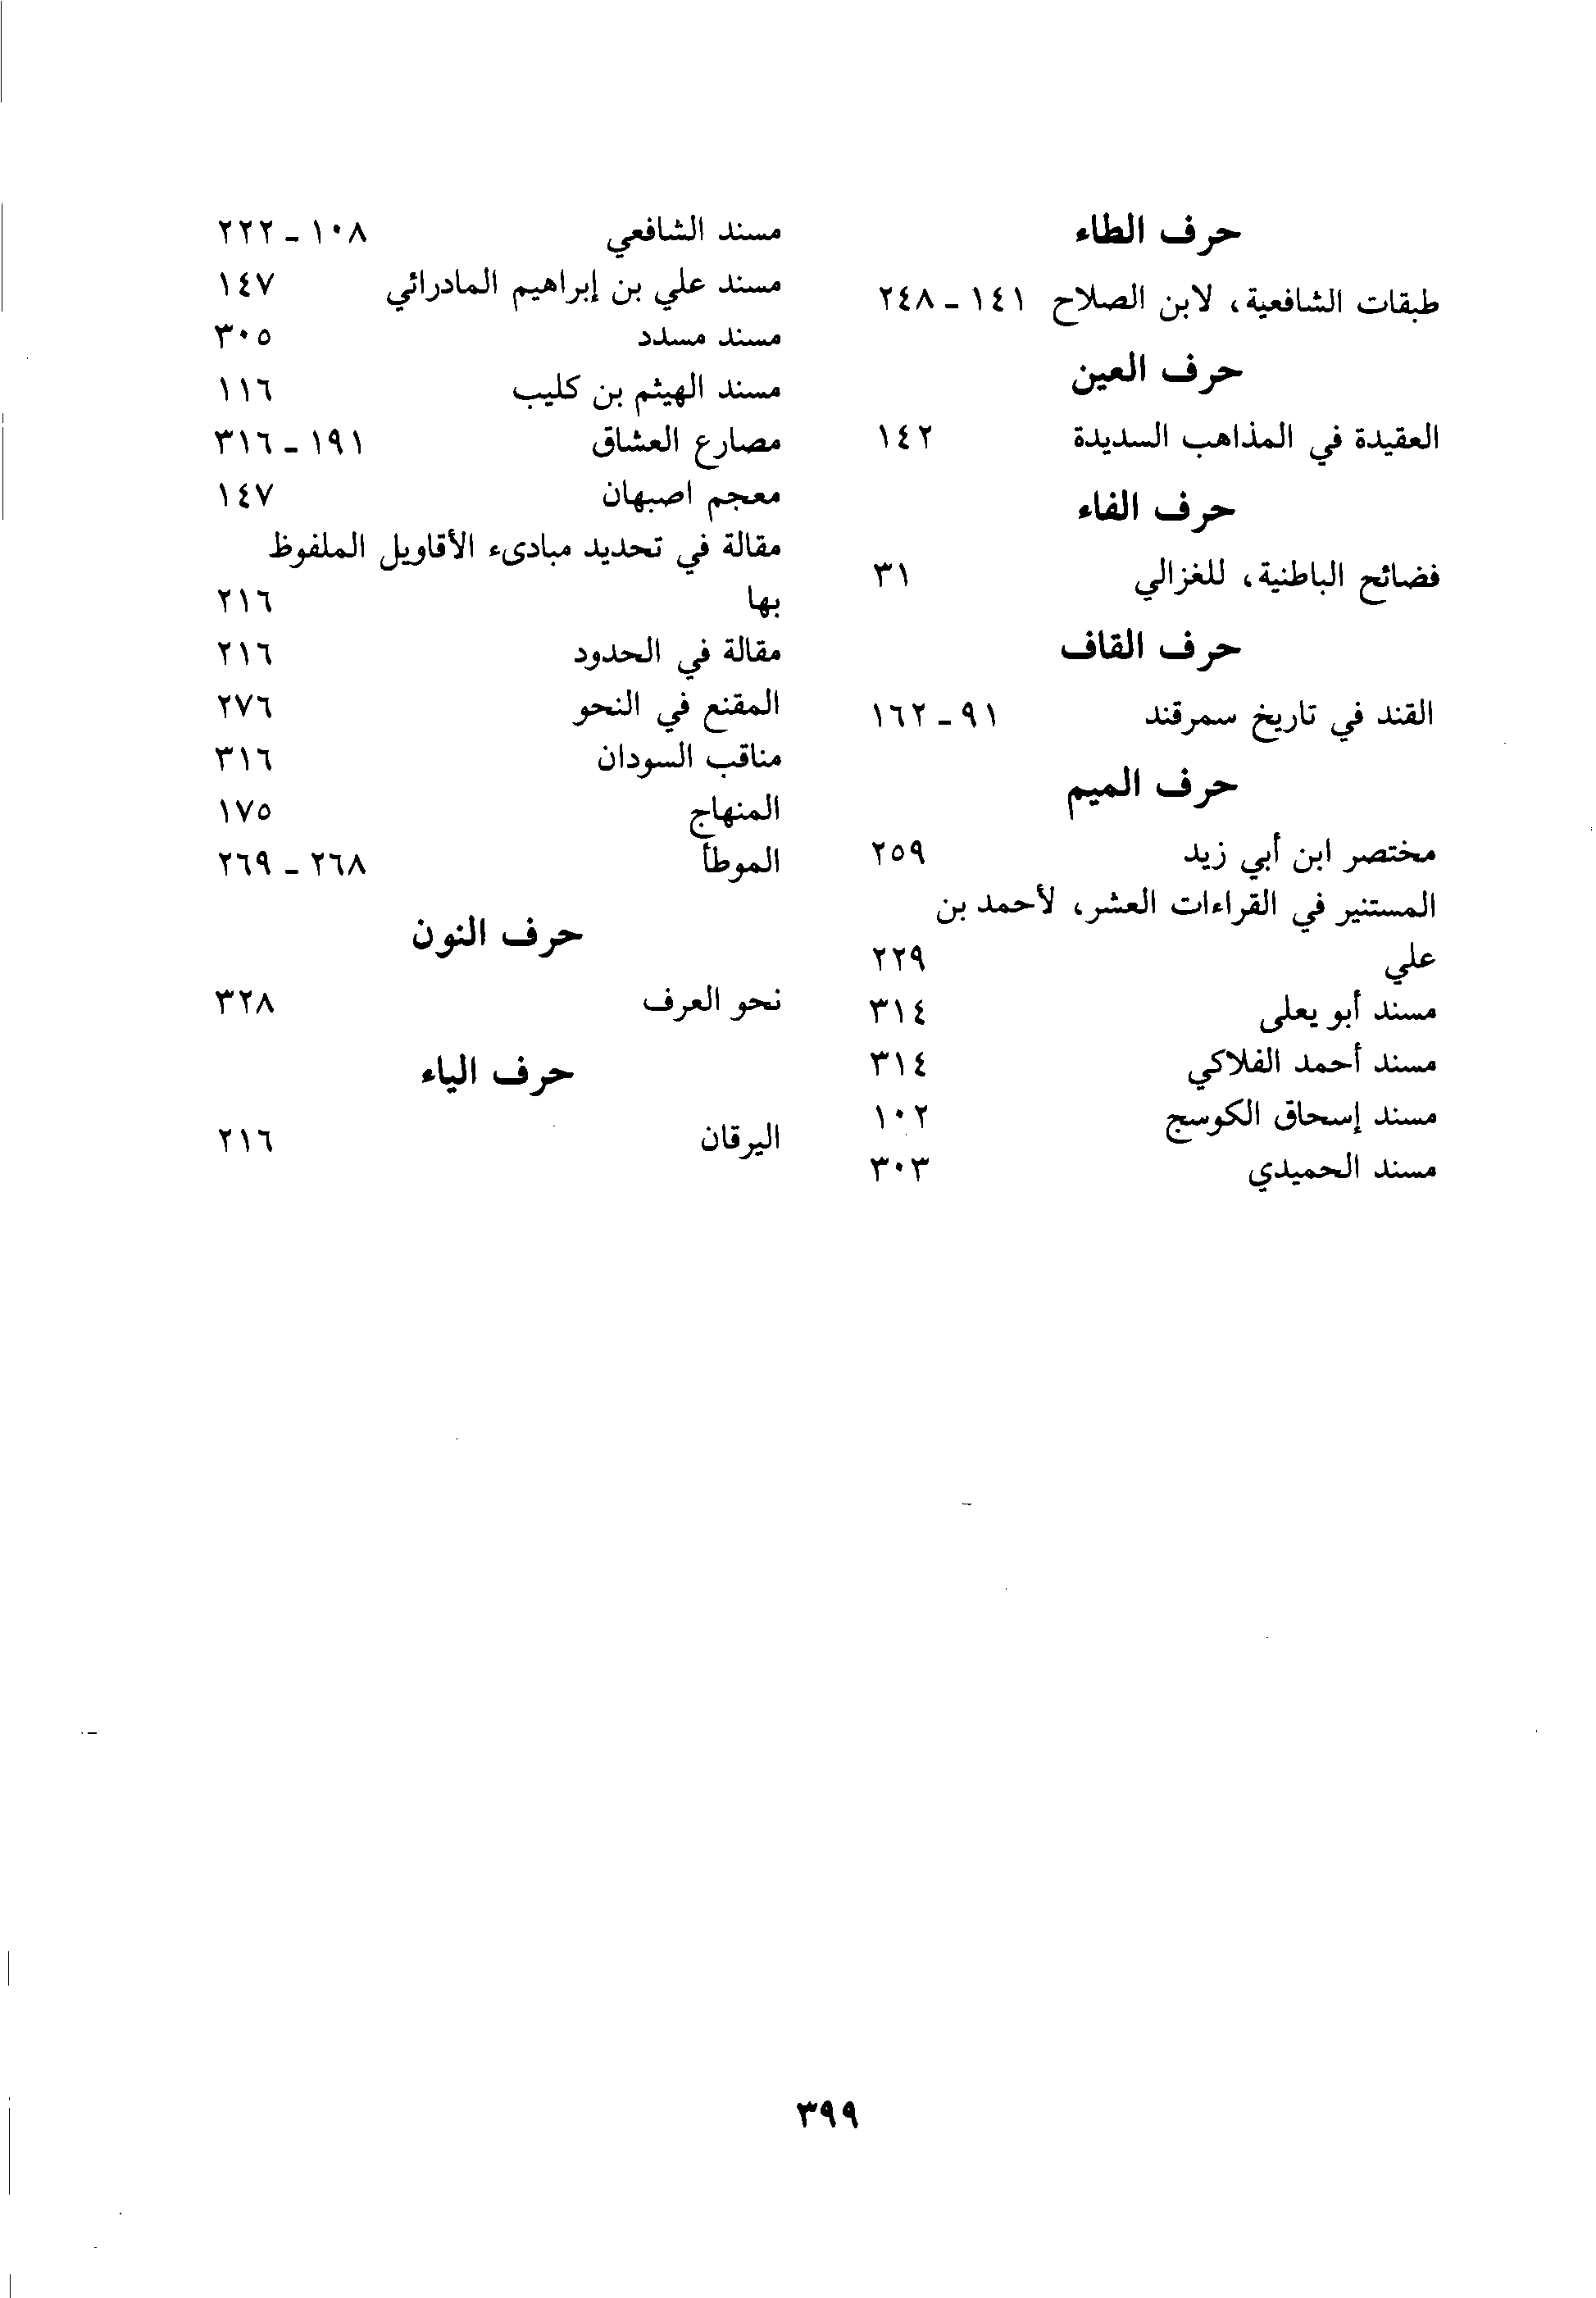 حرف الطاء
طبقات الشافعية، لابن الصلاح ١٤١ - ٢٤٨
حرف العين
العقيدة في المذاهب السديدة ١٤٢
حرف الفاء
فضائح الباطنية، للغزالي ٣١
حرف القاف
القند في تاريخ سمرقند ٩١ - ١٦٢
حرف الميم
مختصر ابن أبي زيد ٢٥٩
المستنير في القراءات العشر، لأحمد بن
علي ٢٢٩
مسند أبو يعلى ٣١٤
مسند أحمد الفلاكي ٣١٤
مسند إسحاق الكوسج ١٠٢
مسند الحميدي ٣٠٣
مسند الشافعي ١٠٨ - ٢٢٢
مسند علي بن إبراهيم المادرائي ١٤٧
مسند مسدد ٣٠٥
مسند الهيثم بن كليب ١١٦
مصارع العشاق ١٩١ - ٣١٦
معجم اصبهان ١٤٧
مقالة في تحديد مبادىء الأقاويل الملفوظ
بها ٢١٦
مقالة في الحدود ٢١٦
المقنع في النحو ٢٧٦
مناقب السودان ٣١٦
المنهاج ١٧٥
الموطأ ٢٦٨ - ٢٦٩
حرف النون
نحو العرف ٣٢٨
حرف الياء
اليرقان ٢١٦
٣٩٩